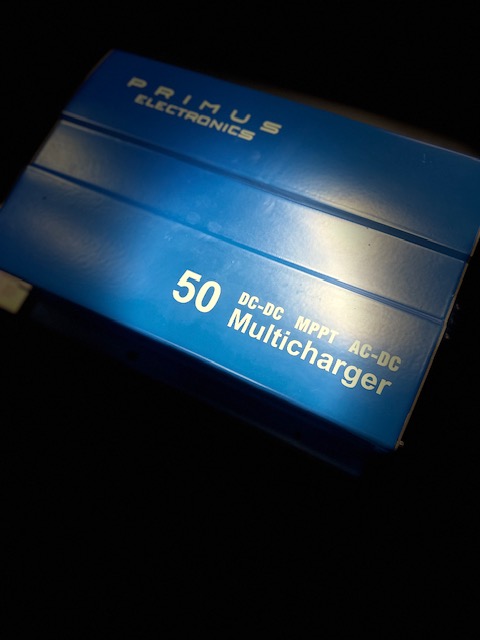 PRIMUS
ELECTRONICS
50 DC-DC MPPT AC-DC
Multicharger